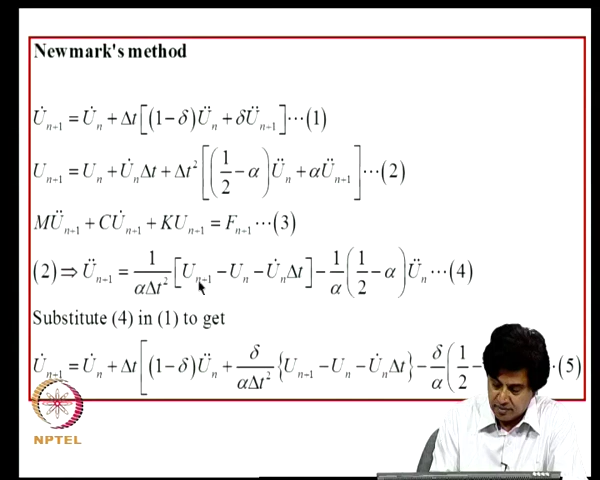 Newmark's method
U̇ₙ₊₁ = U̇ₙ + Δt[(1−δ)Üₙ + δÜₙ₊₁]⋯(1)
Uₙ₊₁ = Uₙ + U̇ₙΔt + Δt²[(1/2 − α)Üₙ + αÜₙ₊₁]⋯(2)
MÜₙ₊₁ + CU̇ₙ₊₁ + KUₙ₊₁ = Fₙ₊₁⋯(3)
(2) ⇒ Üₙ₊₁ = 1/(αΔt²) [Uₙ₊₁ − Uₙ − U̇ₙΔt] − 1/α (1/2 − α)Üₙ⋯(4)
Substitute (4) in (1) to get
U̇ₙ₊₁ = U̇ₙ + Δt[(1−δ)Üₙ + δ/(αΔt²) {Uₙ₊₁ − Uₙ − U̇ₙΔt} − δ/α (1/2 − ·(5)
NPTEL